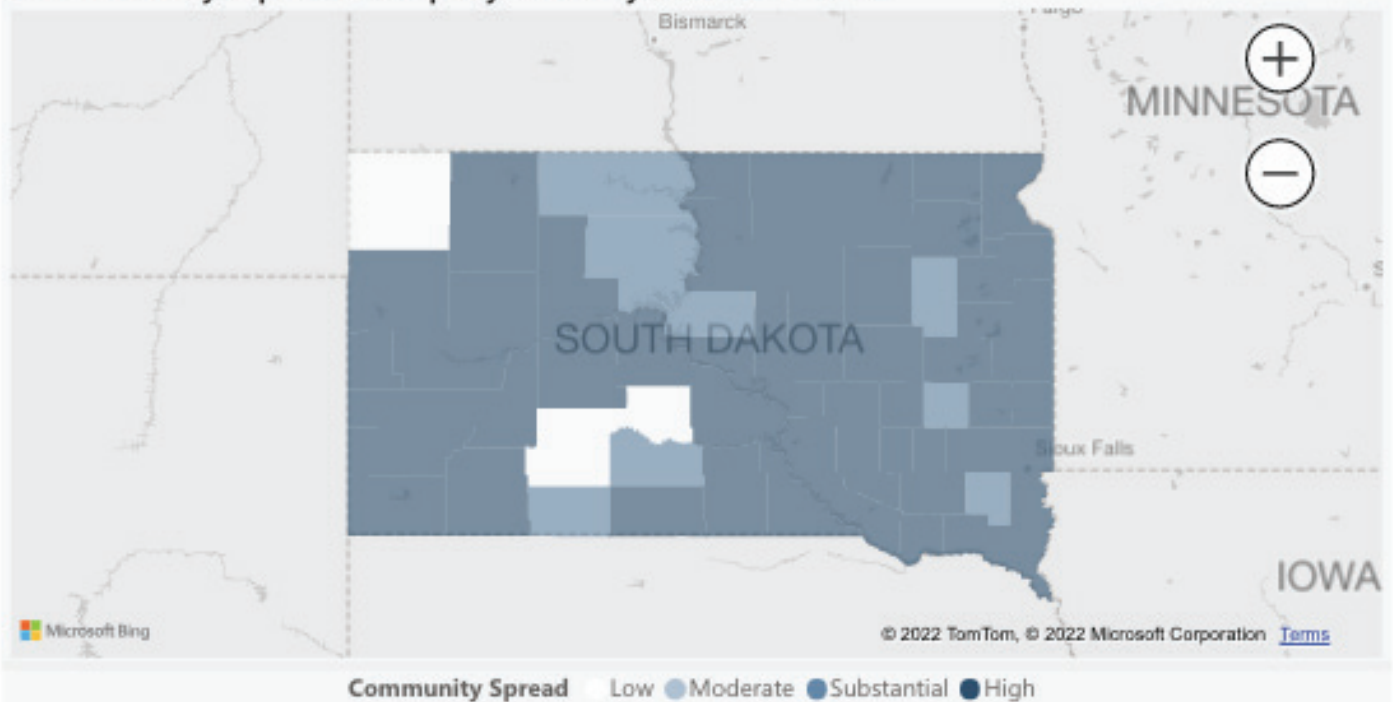 Bismarck
MINNESOTA
SOUTH DAKOTA
Sioux Falls
IOWA
Microsoft Bing
© 2022 TomTom, © 2022 Microsoft Corporation Terms
Community Spread Low Moderate Substantial High